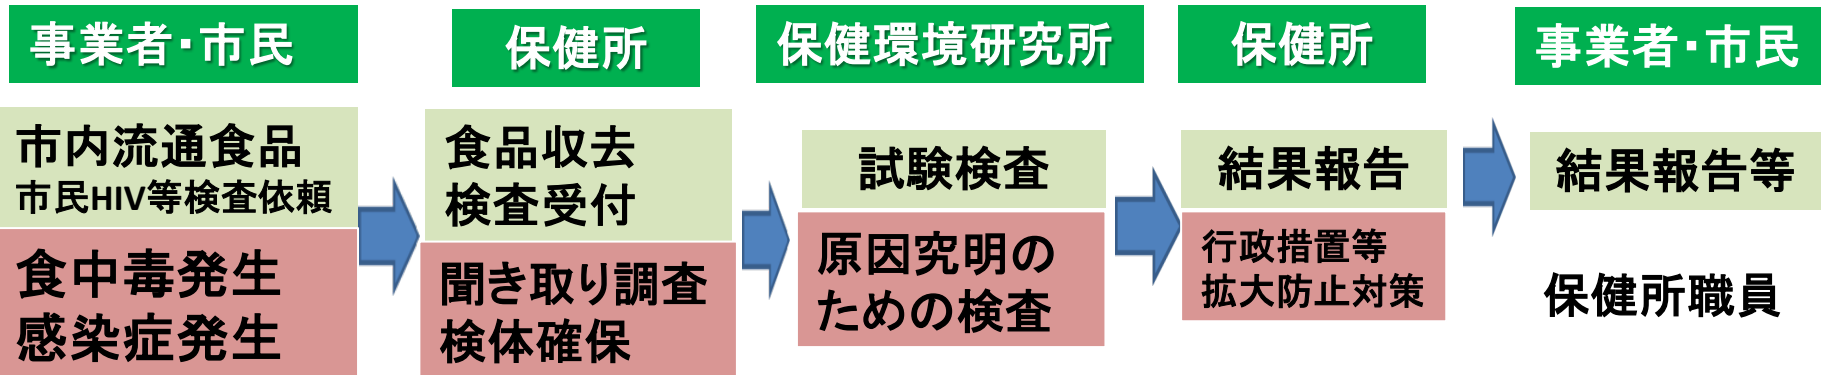 事業者・市民
市内流通食品
市民HIV等検査依頼
食中毒発生
感染症発生
保健所
食品収去
検査受付
聞き取り調査
検体確保
保健環境研究所
試験検査
原因究明の
ための検査
保健所
結果報告
行政措置等
拡大防止対策
事業者・市民
結果報告等
保健所職員